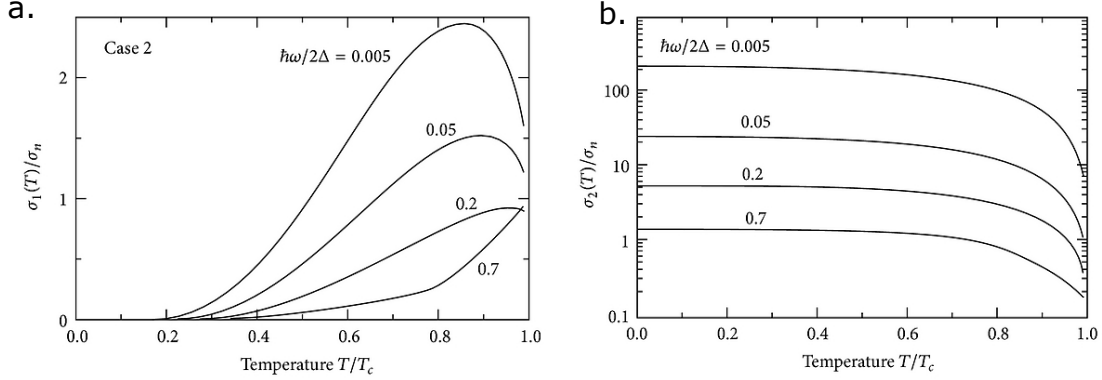 a.
Case 2
ħω/2Δ = 0.005
0.05
0.2
0.7
2
1
0
σ₁(T)/σₙ
0.0 0.2 0.4 0.6 0.8 1.0
Temperature T/T꜀
b.
ħω/2Δ = 0.005
0.05
0.2
0.7
100
10
1
0.1
σ₂(T)/σₙ
0.0 0.2 0.4 0.6 0.8 1.0
Temperature T/T꜀